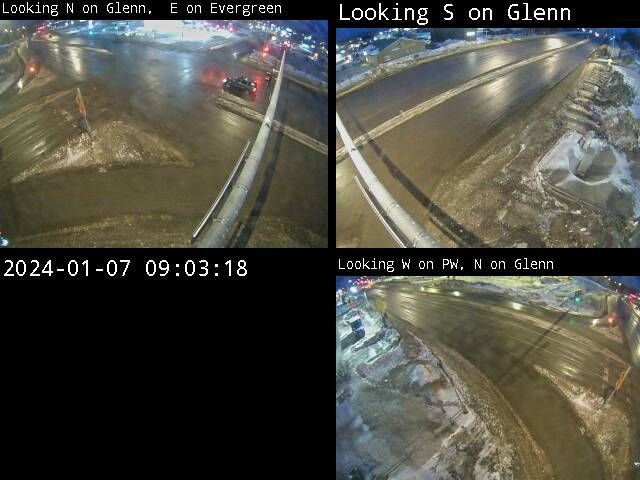 Looking N on Glenn,  E on Evergreen
Looking S on Glenn
2024-01-07 09:03:18
Looking W on PW, N on Glenn